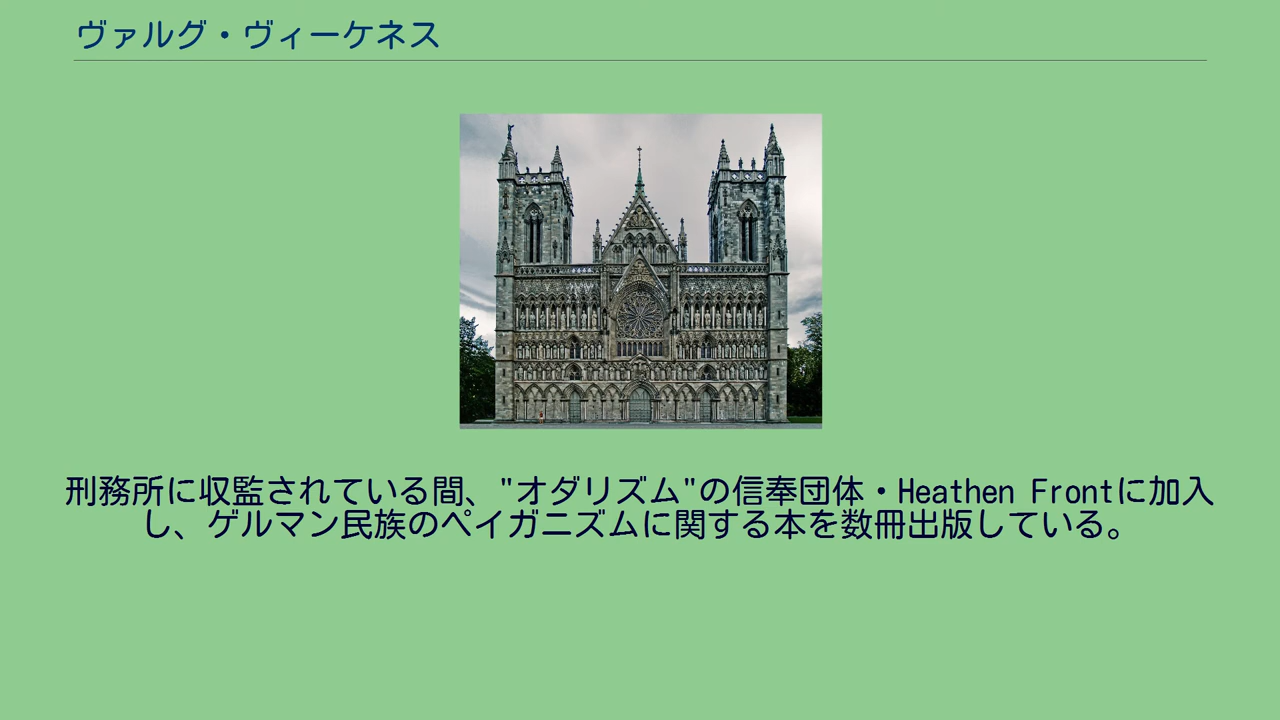 ヴァルグ・ヴィーケネス
刑務所に収監されている間、"オダリズム"の信奉団体・Heathen Frontに加入
し、ゲルマン民族のペイガニズムに関する本を数冊出版している。